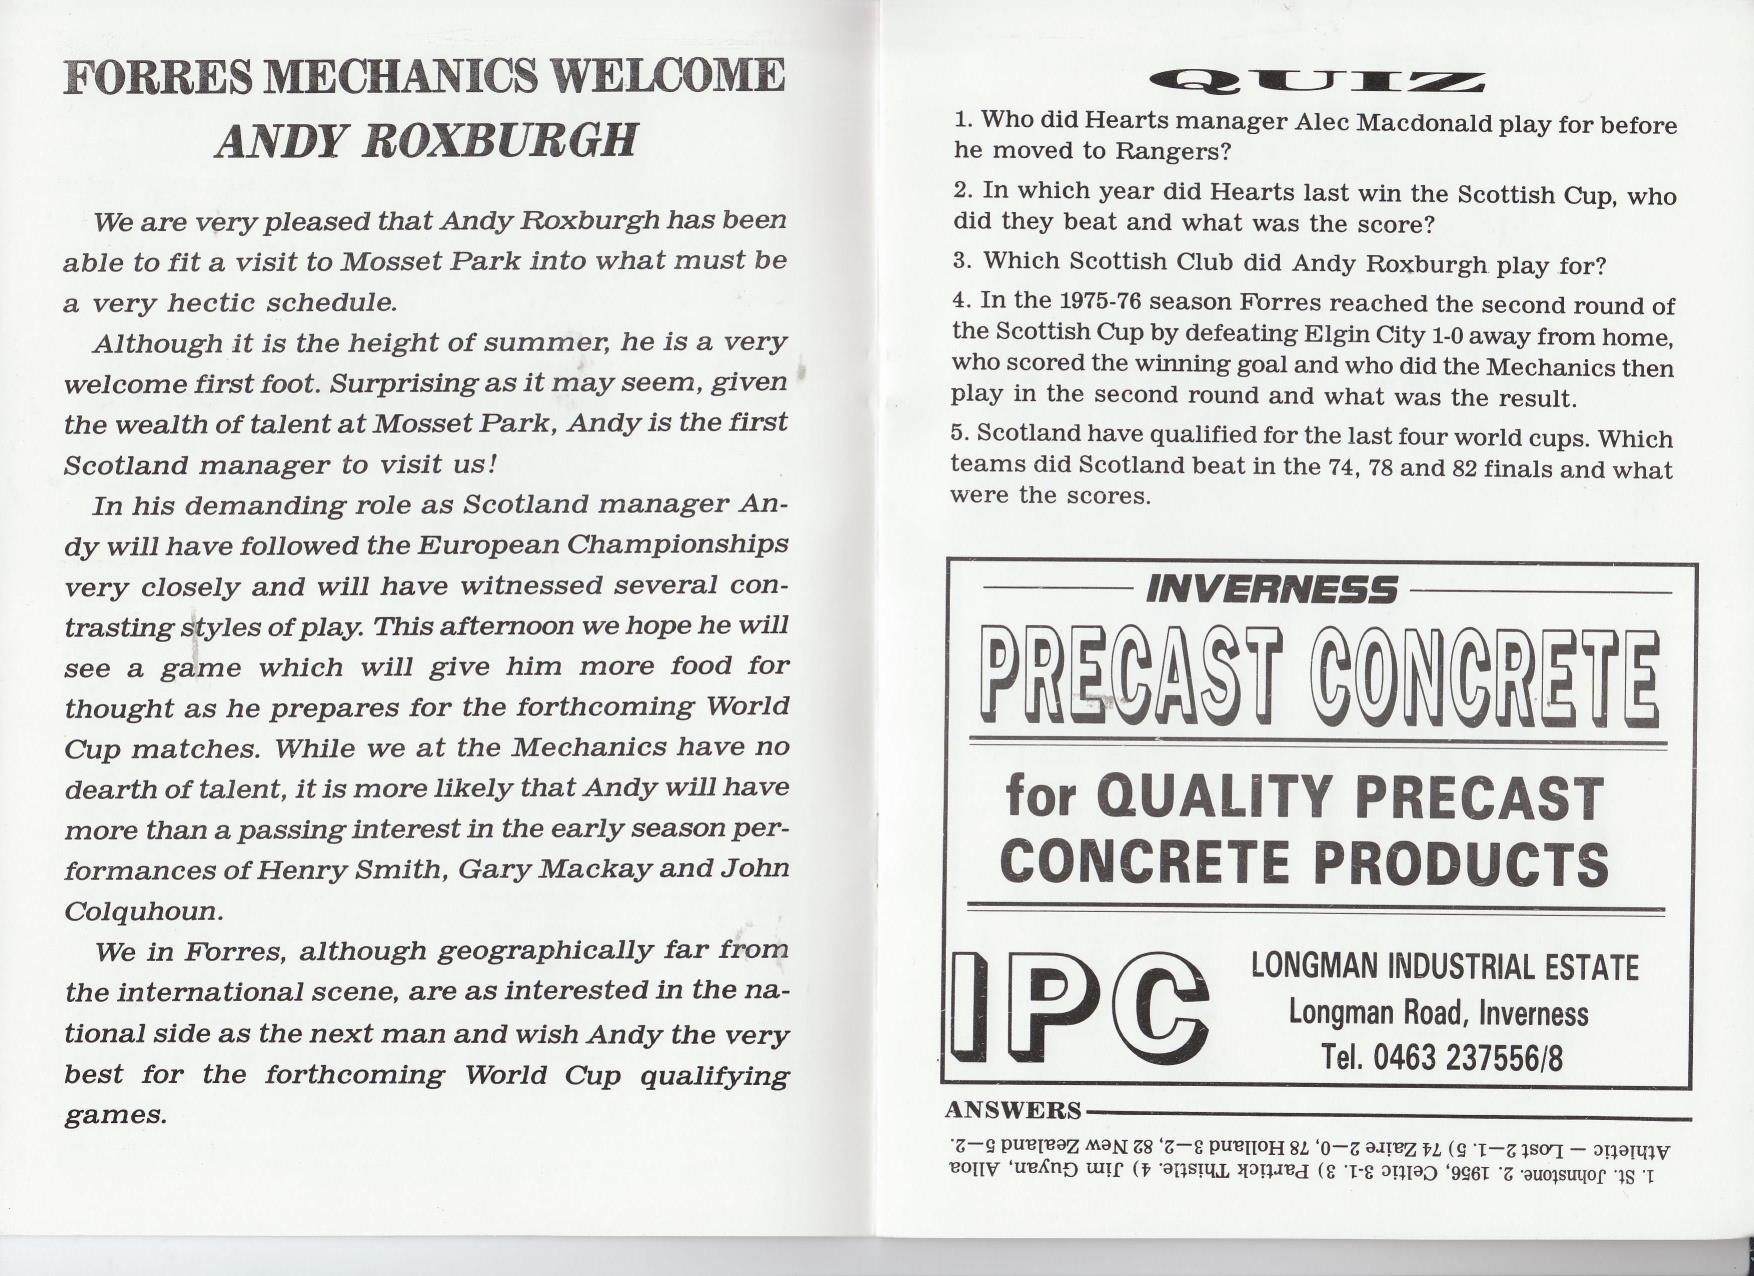 FORRES MECHANICS WELCOME
ANDY ROXBURGH
We are very pleased that Andy Roxburgh has been
able to fit a visit to Mosset Park into what must be
a very hectic schedule.
Although it is the height of summer, he is a very
welcome first foot. Surprising as it may seem, given
the wealth of talent at Mosset Park, Andy is the first
Scotland manager to visit us!
In his demanding role as Scotland manager An-
dy will have followed the European Championships
very closely and will have witnessed several con-
trasting styles of play. This afternoon we hope he will
see a game which will give him more food for
thought as he prepares for the forthcoming World
Cup matches. While we at the Mechanics have no
dearth of talent, it is more likely that Andy will have
more than a passing interest in the early season per-
formances of Henry Smith, Gary Mackay and John
Colquhoun.
We in Forres, although geographically far from
the international scene, are as interested in the na-
tional side as the next man and wish Andy the very
best for the forthcoming World Cup qualifying
games.
QUIZ
1. Who did Hearts manager Alec Macdonald play for before
he moved to Rangers?
2. In which year did Hearts last win the Scottish Cup, who
did they beat and what was the score?
3. Which Scottish Club did Andy Roxburgh play for?
4. In the 1975-76 season Forres reached the second round of
the Scottish Cup by defeating Elgin City 1-0 away from home,
who scored the winning goal and who did the Mechanics then
play in the second round and what was the result.
5. Scotland have qualified for the last four world cups. Which
teams did Scotland beat in the 74, 78 and 82 finals and what
were the scores.
INVERNESS
PRECAST CONCRETE
for QUALITY PRECAST
CONCRETE PRODUCTS
IPC
LONGMAN INDUSTRIAL ESTATE
Longman Road, Inverness
Tel. 0463 237556/8
ANSWERS
1. St. Johnstone. 2. 1956, Celtic 3-1. 3) Partick Thistle. 4) Jim Guyan, Alloa
Athletic — Lost 2—1. 5) 74 Zaire 2—0, 78 Holland 3—2, 82 New Zealand 5—2.